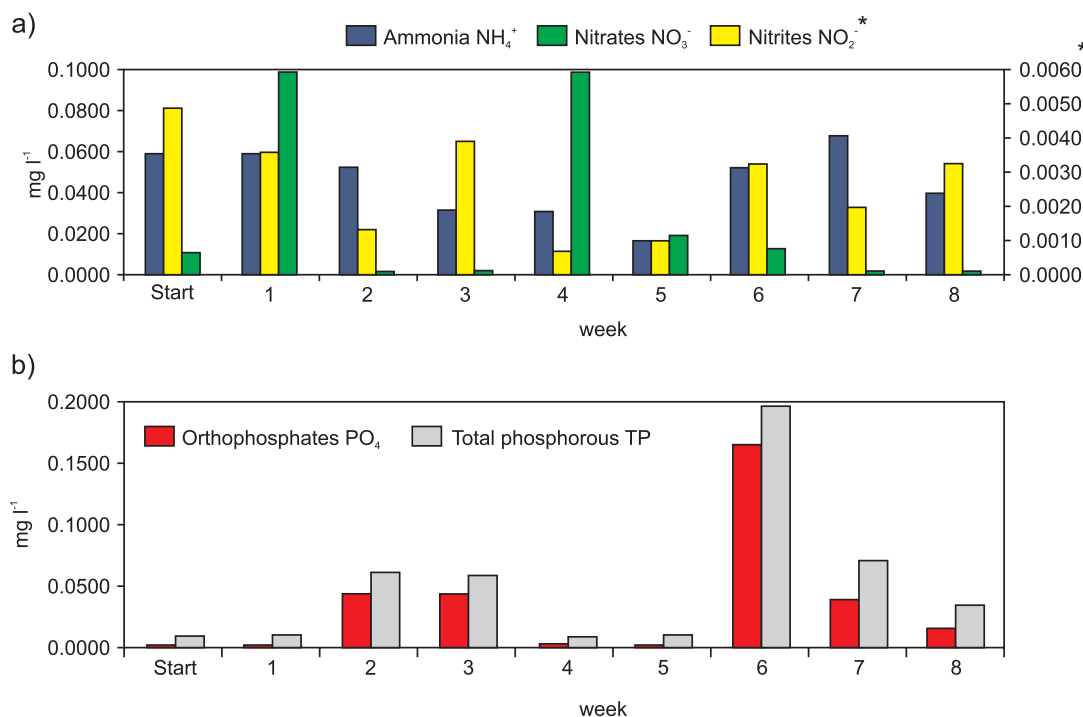 a)
Ammonia NH₄⁺ Nitrates NO₃⁻ Nitrites NO₂⁻*
*
0.1000 0.0060
0.0800 0.0050
0.0600 0.0040
0.0400 0.0030
0.0200 0.0020
0.0000 0.0010
0.0000
mg l⁻¹
Start 1 2 3 4 5 6 7 8
week
b)
0.2000
Orthophosphates PO₄ Total phosphorous TP
0.1500
0.1000
0.0500
0.0000
mg l⁻¹
Start 1 2 3 4 5 6 7 8
week